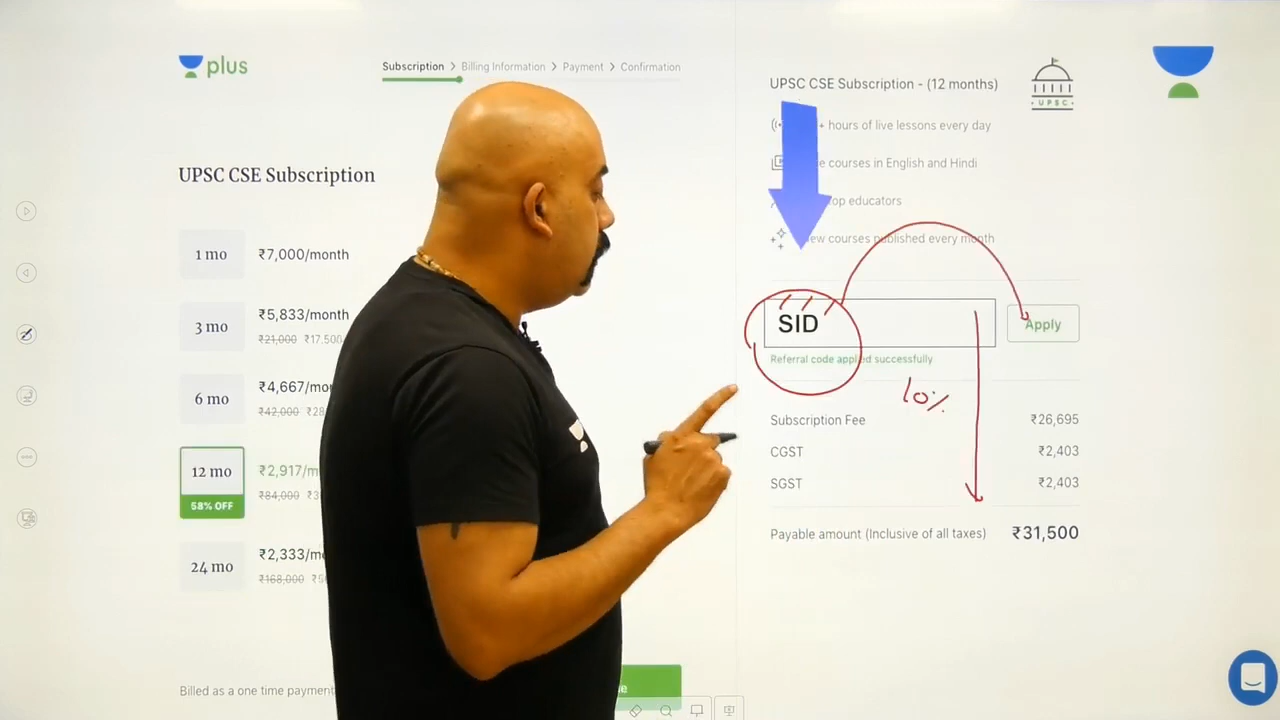 plus
Subscription > Billing Information > Payment > Confirmation
UPSC CSE Subscription
1 mo ₹7,000/month
3 mo ₹5,833/month
₹21,000 ₹17,500
6 mo ₹4,667/mo
₹42,000
12 mo ₹2,917/m
58% OFF ₹84,000
24 mo ₹2,333/m
₹168,000
Billed as a one time payment
UPSC CSE Subscription - (12 months)
UPSC
+ hours of live lessons every day
courses in English and Hindi
educators
courses published every month
SID
Apply
Referral code applied successfully
10%
Subscription Fee ₹26,695
CGST ₹2,403
SGST ₹2,403
Payable amount (Inclusive of all taxes) ₹31,500